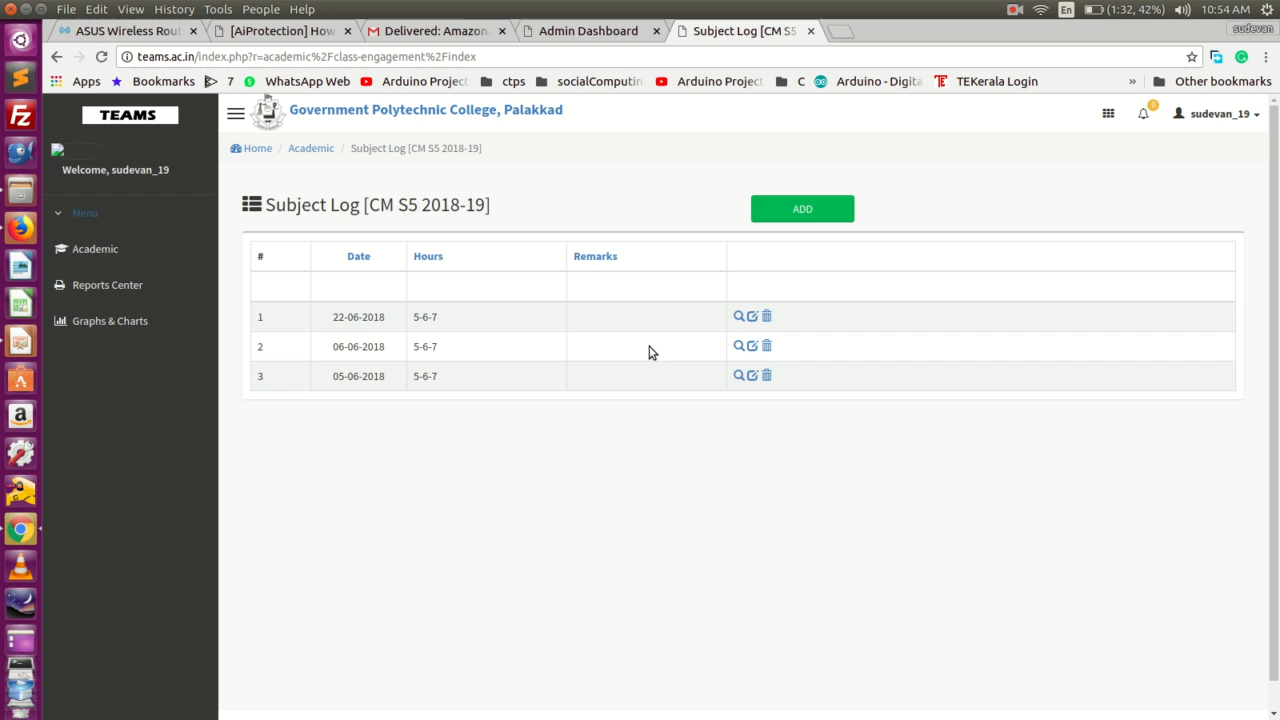 File Edit View History Tools People Help
En (1:32, 42%) 10:54 AM
sudevan
ASUS Wireless Rout
[AiProtection] How
Delivered: Amazon.
Admin Dashboard
Subject Log [CM S5
teams.ac.in/index.php?r=academic%2Fclass-engagement%2Findex
Apps Bookmarks 7 WhatsApp Web Arduino Project ctps socialComputin Arduino Project C Arduino - Digita TEKerala Login » Other bookmarks
TEAMS
Government Polytechnic College, Palakkad
sudevan_19
Welcome, sudevan_19
Home / Academic / Subject Log [CM S5 2018-19]
Menu
Academic
Reports Center
Graphs & Charts
Subject Log [CM S5 2018-19]
ADD
# Date Hours Remarks
1 22-06-2018 5-6-7
2 06-06-2018 5-6-7
3 05-06-2018 5-6-7